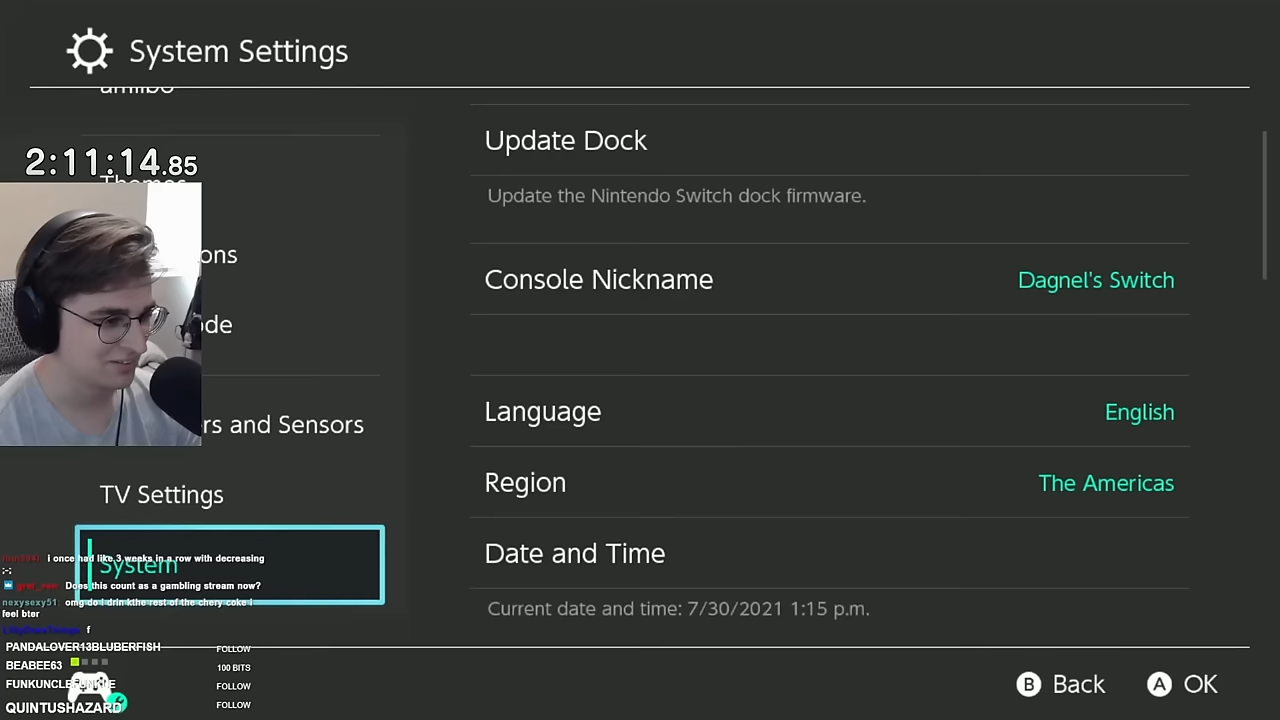 System Settings
amiibo
2:11:14.85
Themes
ons
ode
rs and Sensors
TV Settings
System
Update Dock
Update the Nintendo Switch dock firmware.
Console Nickname Dagnel's Switch
Language English
Region The Americas
Date and Time
Current date and time: 7/30/2021 1:15 p.m.
i once had like 3 weeks in a row with decreasing
;-;
Does this count as a gambling stream now?
nexysexy51 omg do i drin kthe rest of the chery coke i
feel bter
f
PANDALOVER13BLUBERFISH FOLLOW
BEABEE63 100 BITS
FUNKUNCLEFUNKLE FOLLOW
QUINTUSHAZARD FOLLOW
B Back A OK